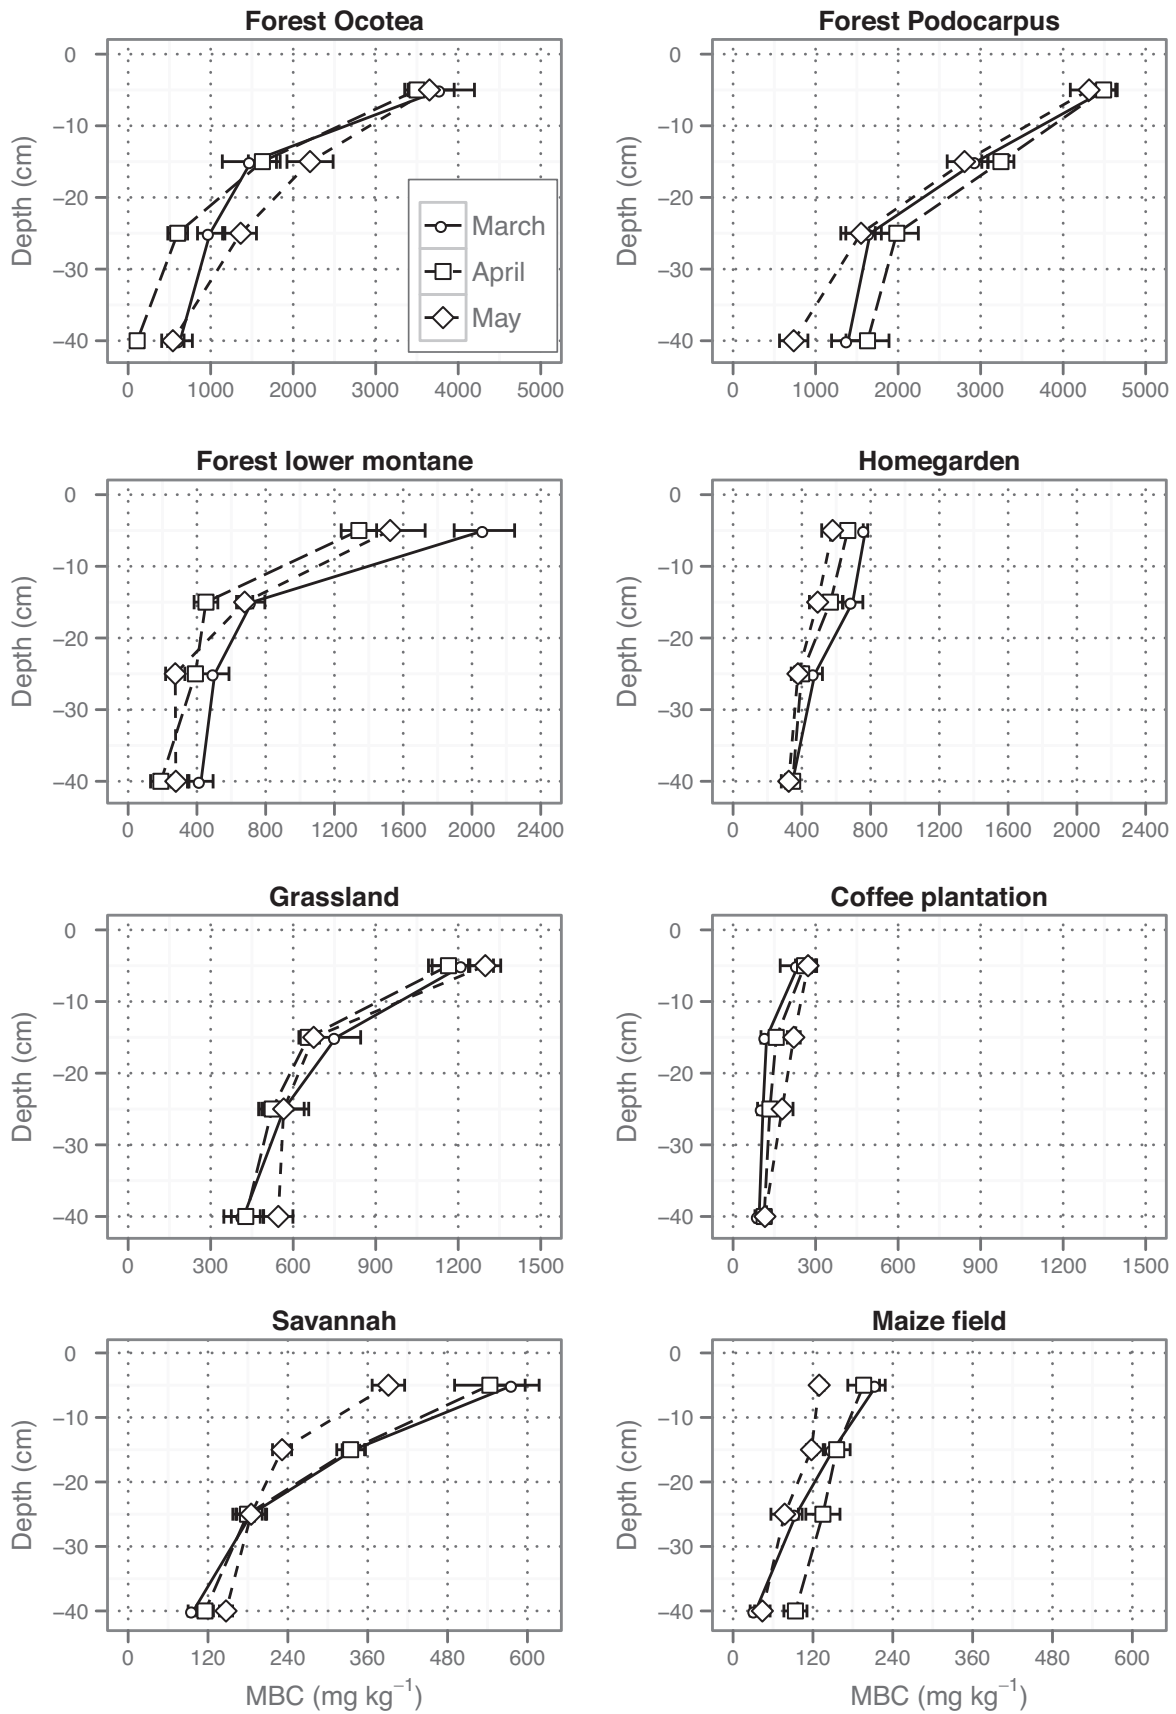 Forest Ocotea
Forest Podocarpus
0
−10
−20
−30
−40
Depth (cm)
March
April
May
0 1000 2000 3000 4000 5000
0
−10
−20
−30
−40
Depth (cm)
0 1000 2000 3000 4000 5000
Forest lower montane
Homegarden
0
−10
−20
−30
−40
Depth (cm)
0 400 800 1200 1600 2000 2400
0
−10
−20
−30
−40
Depth (cm)
0 400 800 1200 1600 2000 2400
Grassland
Coffee plantation
0
−10
−20
−30
−40
Depth (cm)
0 300 600 900 1200 1500
0
−10
−20
−30
−40
Depth (cm)
0 300 600 900 1200 1500
Savannah
Maize field
0
−10
−20
−30
−40
Depth (cm)
0 120 240 360 480 600
MBC (mg kg⁻¹)
0
−10
−20
−30
−40
Depth (cm)
0 120 240 360 480 600
MBC (mg kg⁻¹)